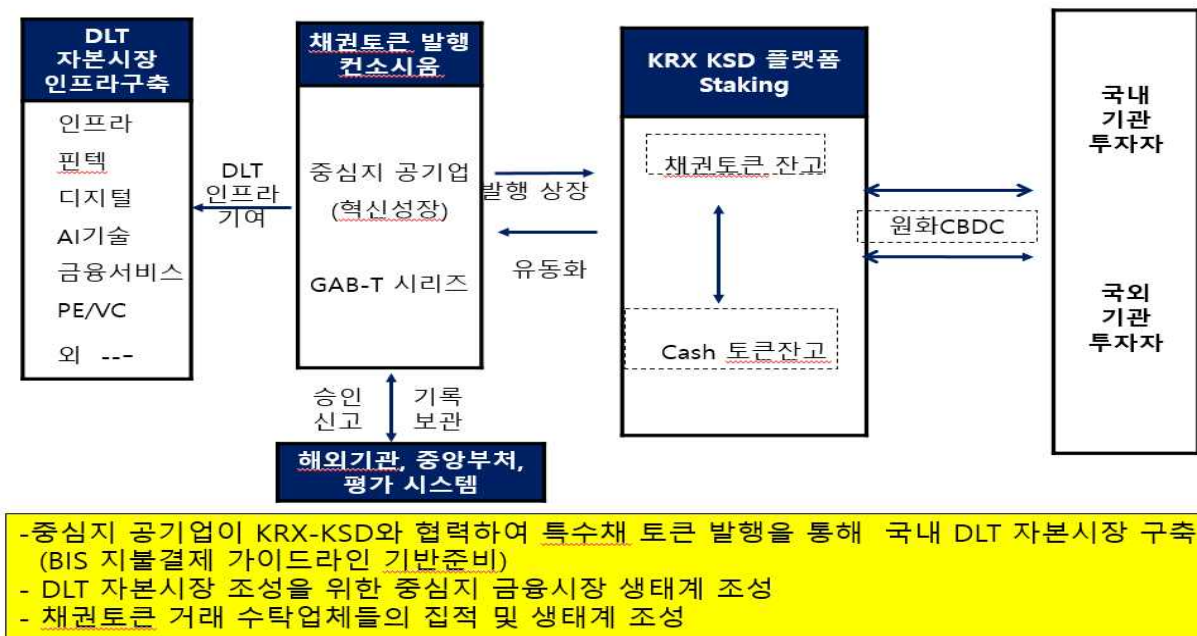 DLT
자본시장
인프라구축
인프라
핀텍
디지털
AI기술
금융서비스
PE/VC
외 ---
DLT
인프라
기여
채권토큰 발행
컨소시움
중심지 공기업
(혁신성장)
GAB-T 시리즈
발행 상장
유동화
승인
신고
기록
보관
해외기관, 중앙부처,
평가 시스템
KRX KSD 플랫폼
Staking
채권토큰 잔고
Cash 토큰잔고
원화CBDC
국내
기관
투자자
국외
기관
투자자
-중심지 공기업이 KRX-KSD와 협력하여 특수채 토큰 발행을 통해 국내 DLT 자본시장 구축
(BIS 지불결제 가이드라인 기반준비)
- DLT 자본시장 조성을 위한 중심지 금융시장 생태계 조성
- 채권토큰 거래 수탁업체들의 집적 및 생태계 조성